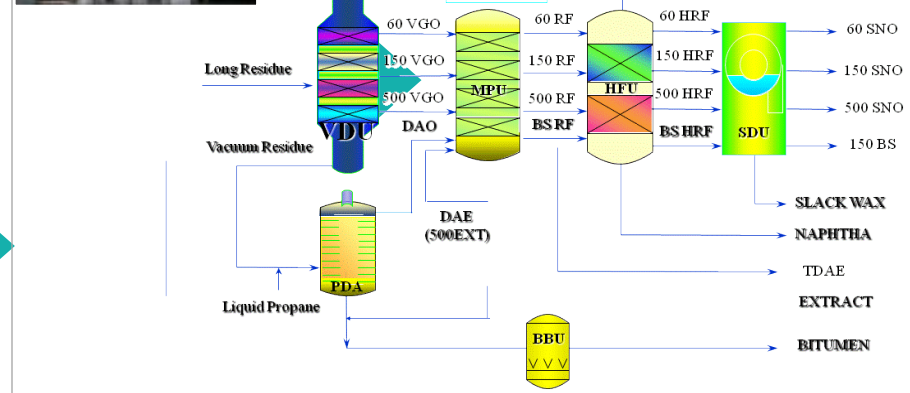 60 VGO
60 RF
60 HRF
60 SNO
Long Residue
150 VGO
150 RF
150 HRF
150 SNO
MPU
HFU
500 VGO
500 RF
500 HRF
500 SNO
VDU
DAO
BS RF
BS HRF
SDU
150 BS
Vacuum Residue
SLACK WAX
DAE
(500EXT)
NAPHTHA
TDAE
PDA
Liquid Propane
EXTRACT
BBU
BITUMEN